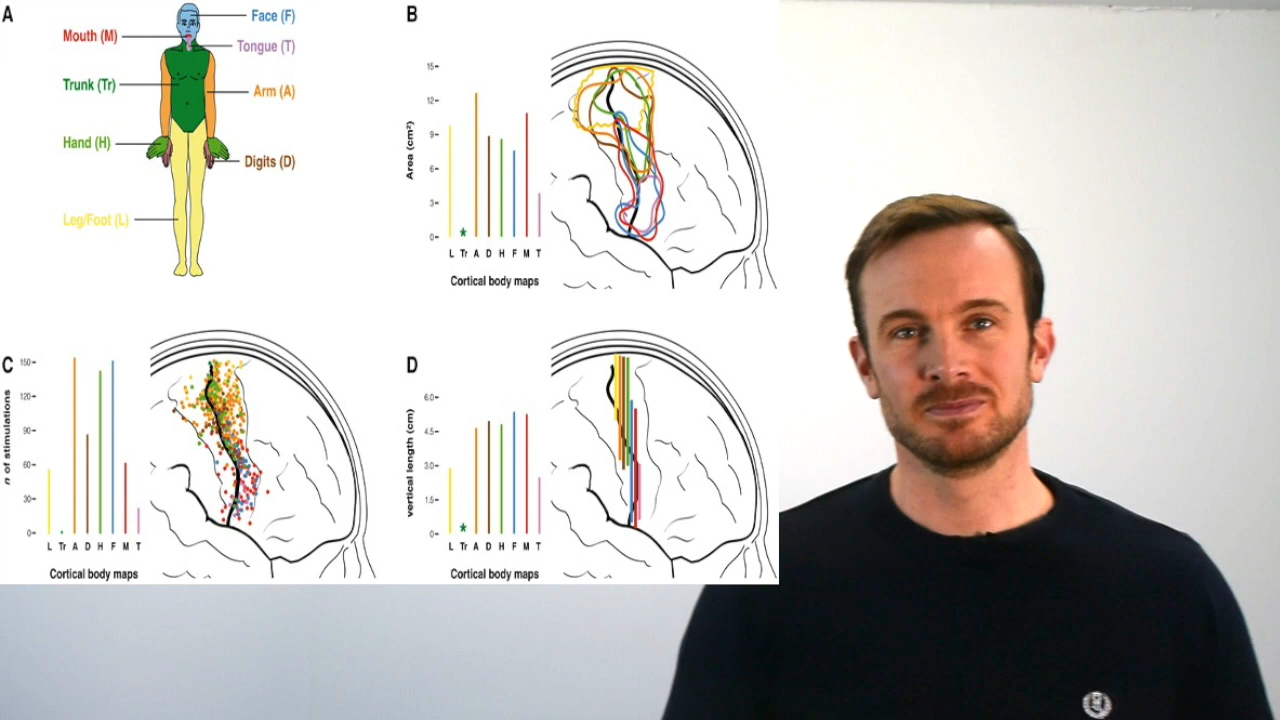 A
Face (F)
Mouth (M)
Tongue (T)
Trunk (Tr)
Arm (A)
Hand (H)
Digits (D)
Leg/Foot (L)
B
Area (cm²)
15
12
9
6
3
0
*
L Tr A D H F M T
Cortical body maps
C
n of stimulations
150
120
90
60
30
0
L Tr A D H F M T
Cortical body maps
D
vertical length (cm)
6.0
4.5
3.0
1.5
0
*
L Tr A D H F M T
Cortical body maps